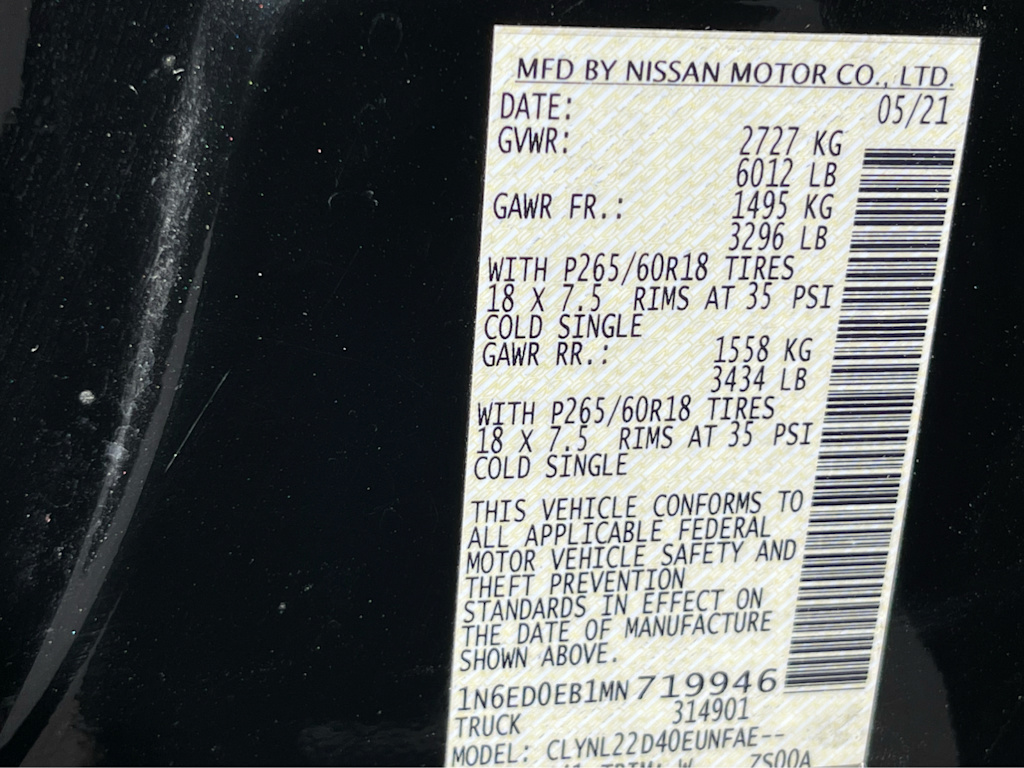 MFD BY NISSAN MOTOR CO., LTD.
DATE: 05/21
GVWR: 2727 KG
6012 LB
GAWR FR.: 1495 KG
3296 LB
WITH P265/60R18 TIRES
18 X 7.5 RIMS AT 35 PSI
COLD SINGLE
GAWR RR.: 1558 KG
3434 LB
WITH P265/60R18 TIRES
18 X 7.5 RIMS AT 35 PSI
COLD SINGLE
THIS VEHICLE CONFORMS TO
ALL APPLICABLE FEDERAL
MOTOR VEHICLE SAFETY AND
THEFT PREVENTION
STANDARDS IN EFFECT ON
THE DATE OF MANUFACTURE
SHOWN ABOVE.
1N6ED0EB1MN719946
TRUCK 314901
MODEL: CLYNL22D40EUNFAE--
TRIM: W ZS00A